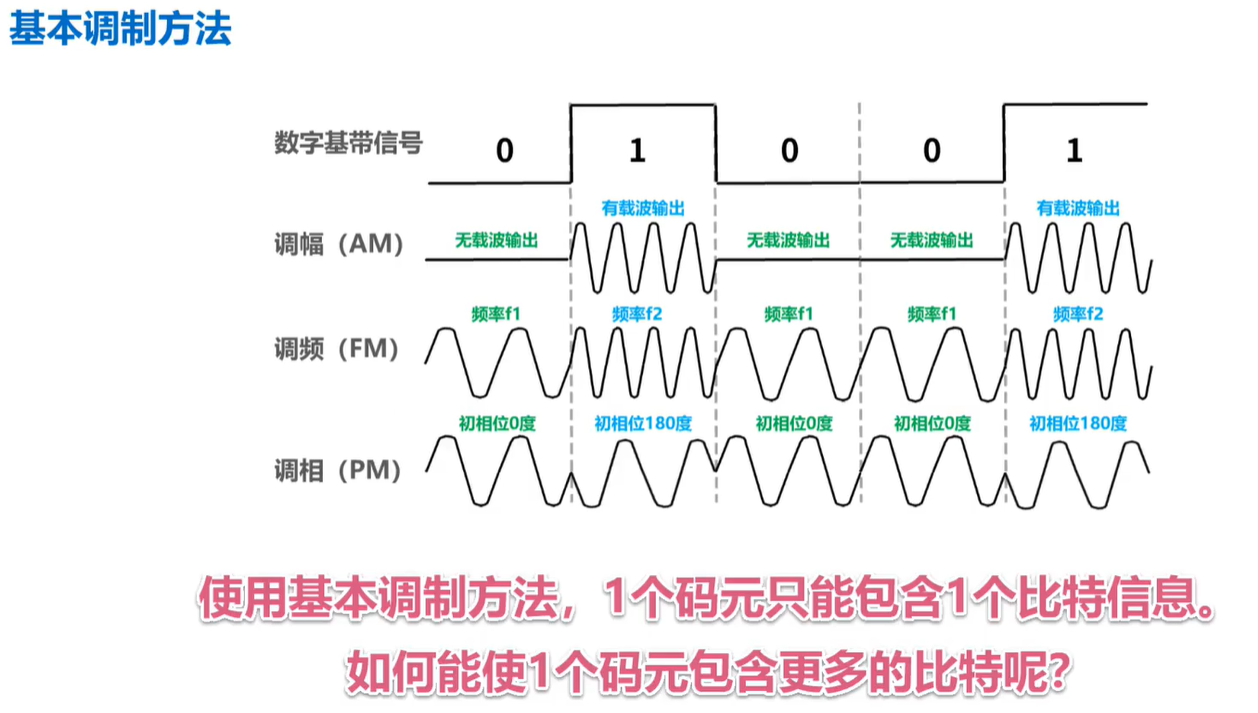 基本调制方法
数字基带信号 0 1 0 0 1
有载波输出 有载波输出
调幅（AM） 无载波输出 无载波输出 无载波输出
频率f1 频率f2 频率f1 频率f1 频率f2
调频（FM）
初相位0度 初相位180度 初相位0度 初相位0度 初相位180度
调相（PM）
使用基本调制方法，1个码元只能包含1个比特信息。
如何能使1个码元包含更多的比特呢？